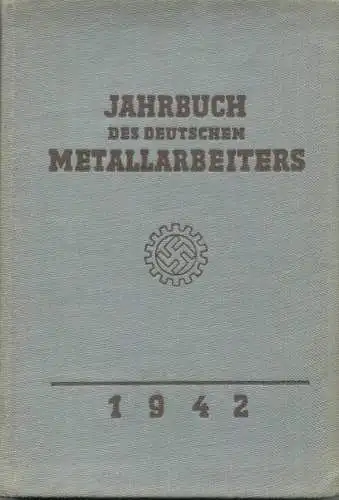 JAHRBUCH
DES DEUTSCHEN
METALLARBEITERS
1942